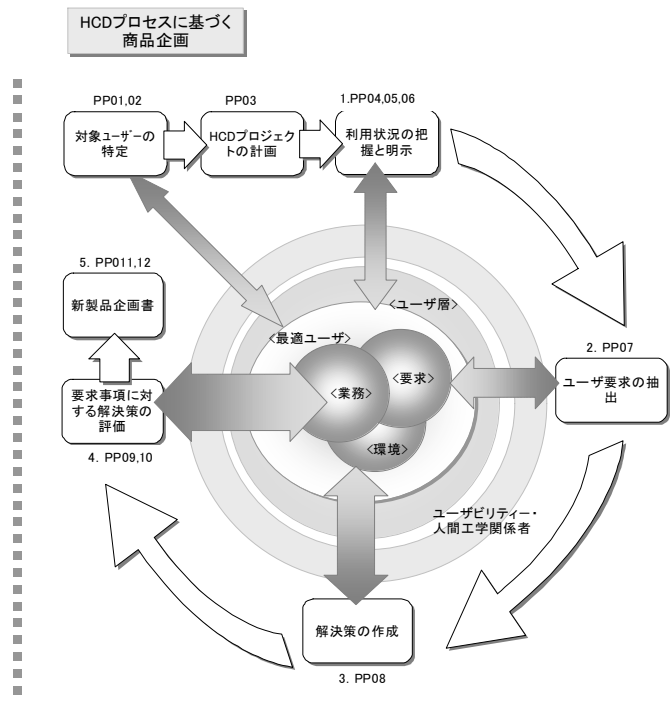 HCDプロセスに基づく
商品企画
PP01,02
PP03
1.PP04,05,06
対象ユーザーの
特定
HCDプロジェク
トの計画
利用状況の把
握と明示
5. PP011,12
新製品企画書
<ユーザ層>
<最適ユーザ>
2. PP07
<要求>
<業務>
ユーザ要求の抽
出
要求事項に対
する解決策の
評価
<環境>
4. PP09,10
ユーザビリティー・
人間工学関係者
解決策の作成
3. PP08